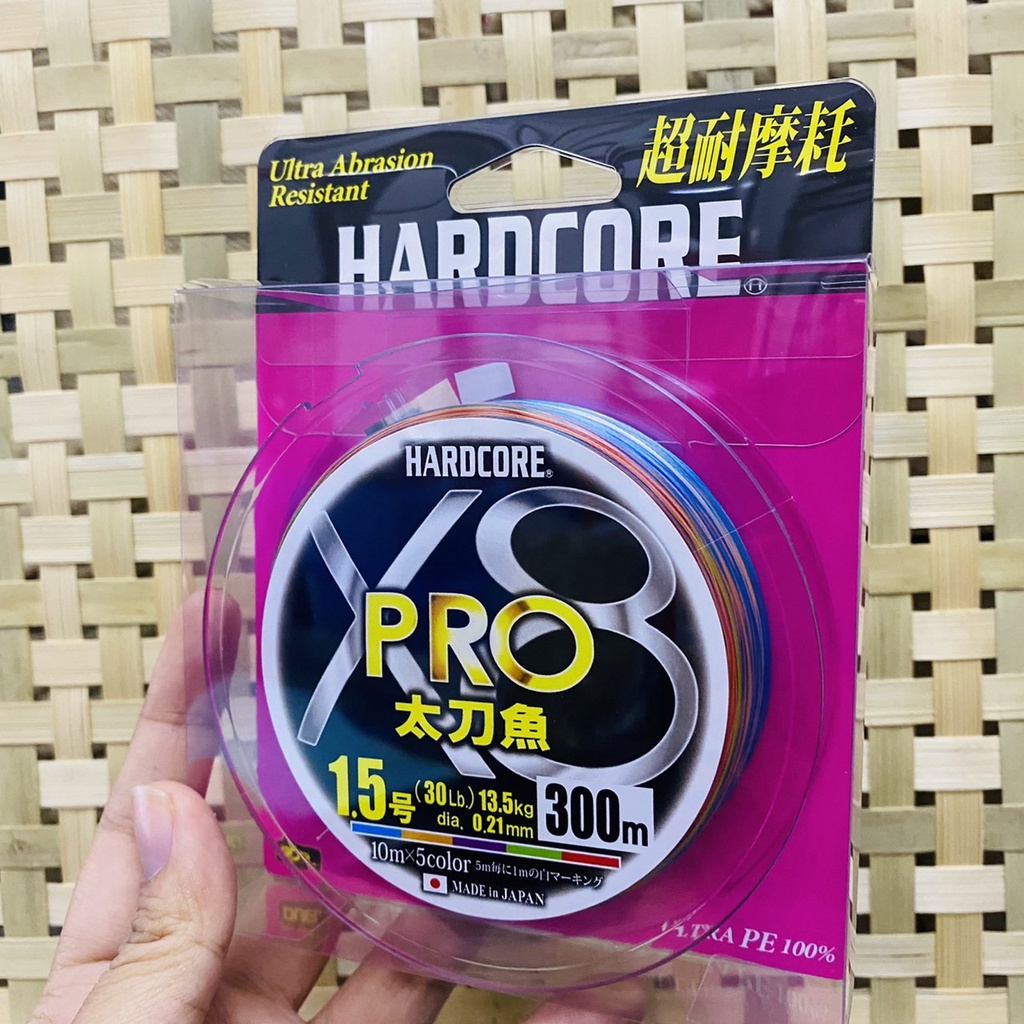 Ultra Abrasion
Resistant
超耐摩耗
HARDCORE®
HARDCORE®
X8
PRO
太刀魚
1.5号 (30Lb.) 13.5kg
dia. 0.21mm
300m
10m×5color 5m毎に1mの白マーキング
MADE in JAPAN
ULTRA PE 100%